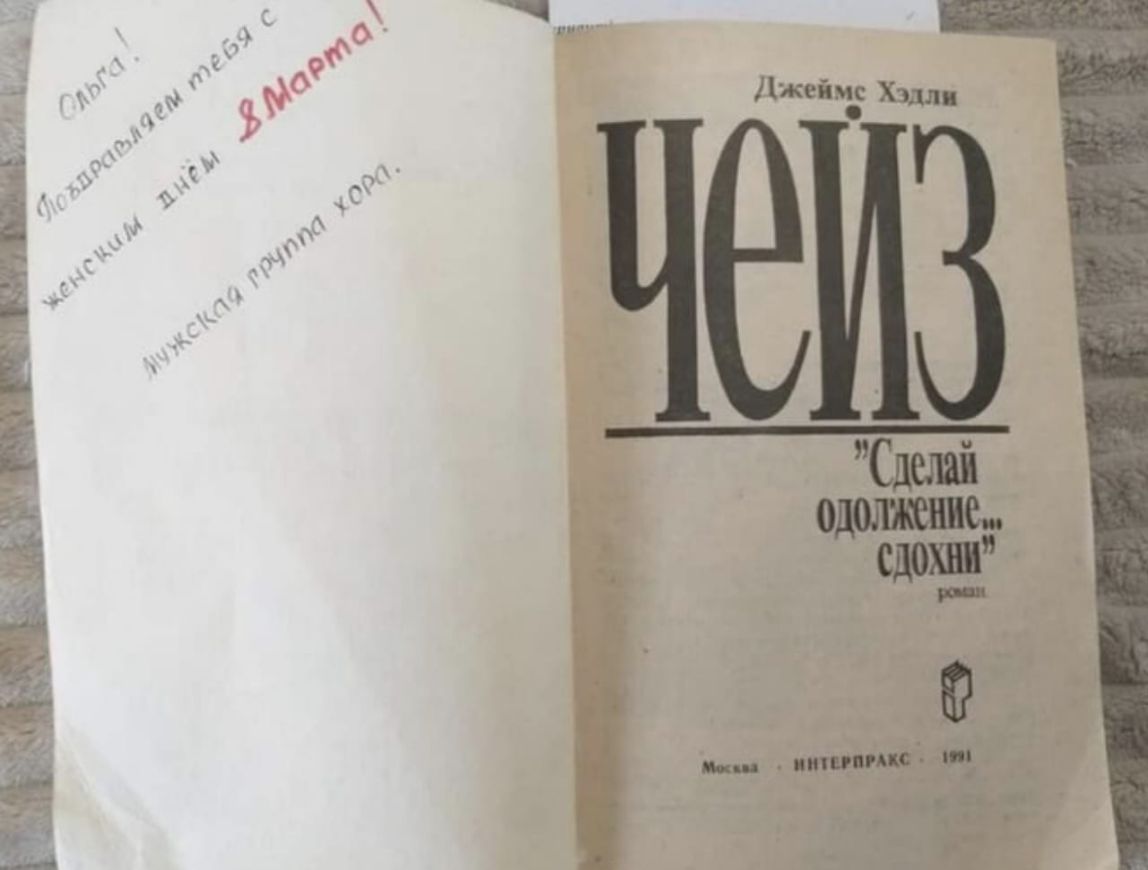 Ольга!
Поздравляем тебя с
женским днём 8 Марта!
Мужская группа хора.
Джеймс Хэдли
Чейз
"Сделай
одолжение...
сдохни"
роман
Москва · ИНТЕРПРАКС · 1991